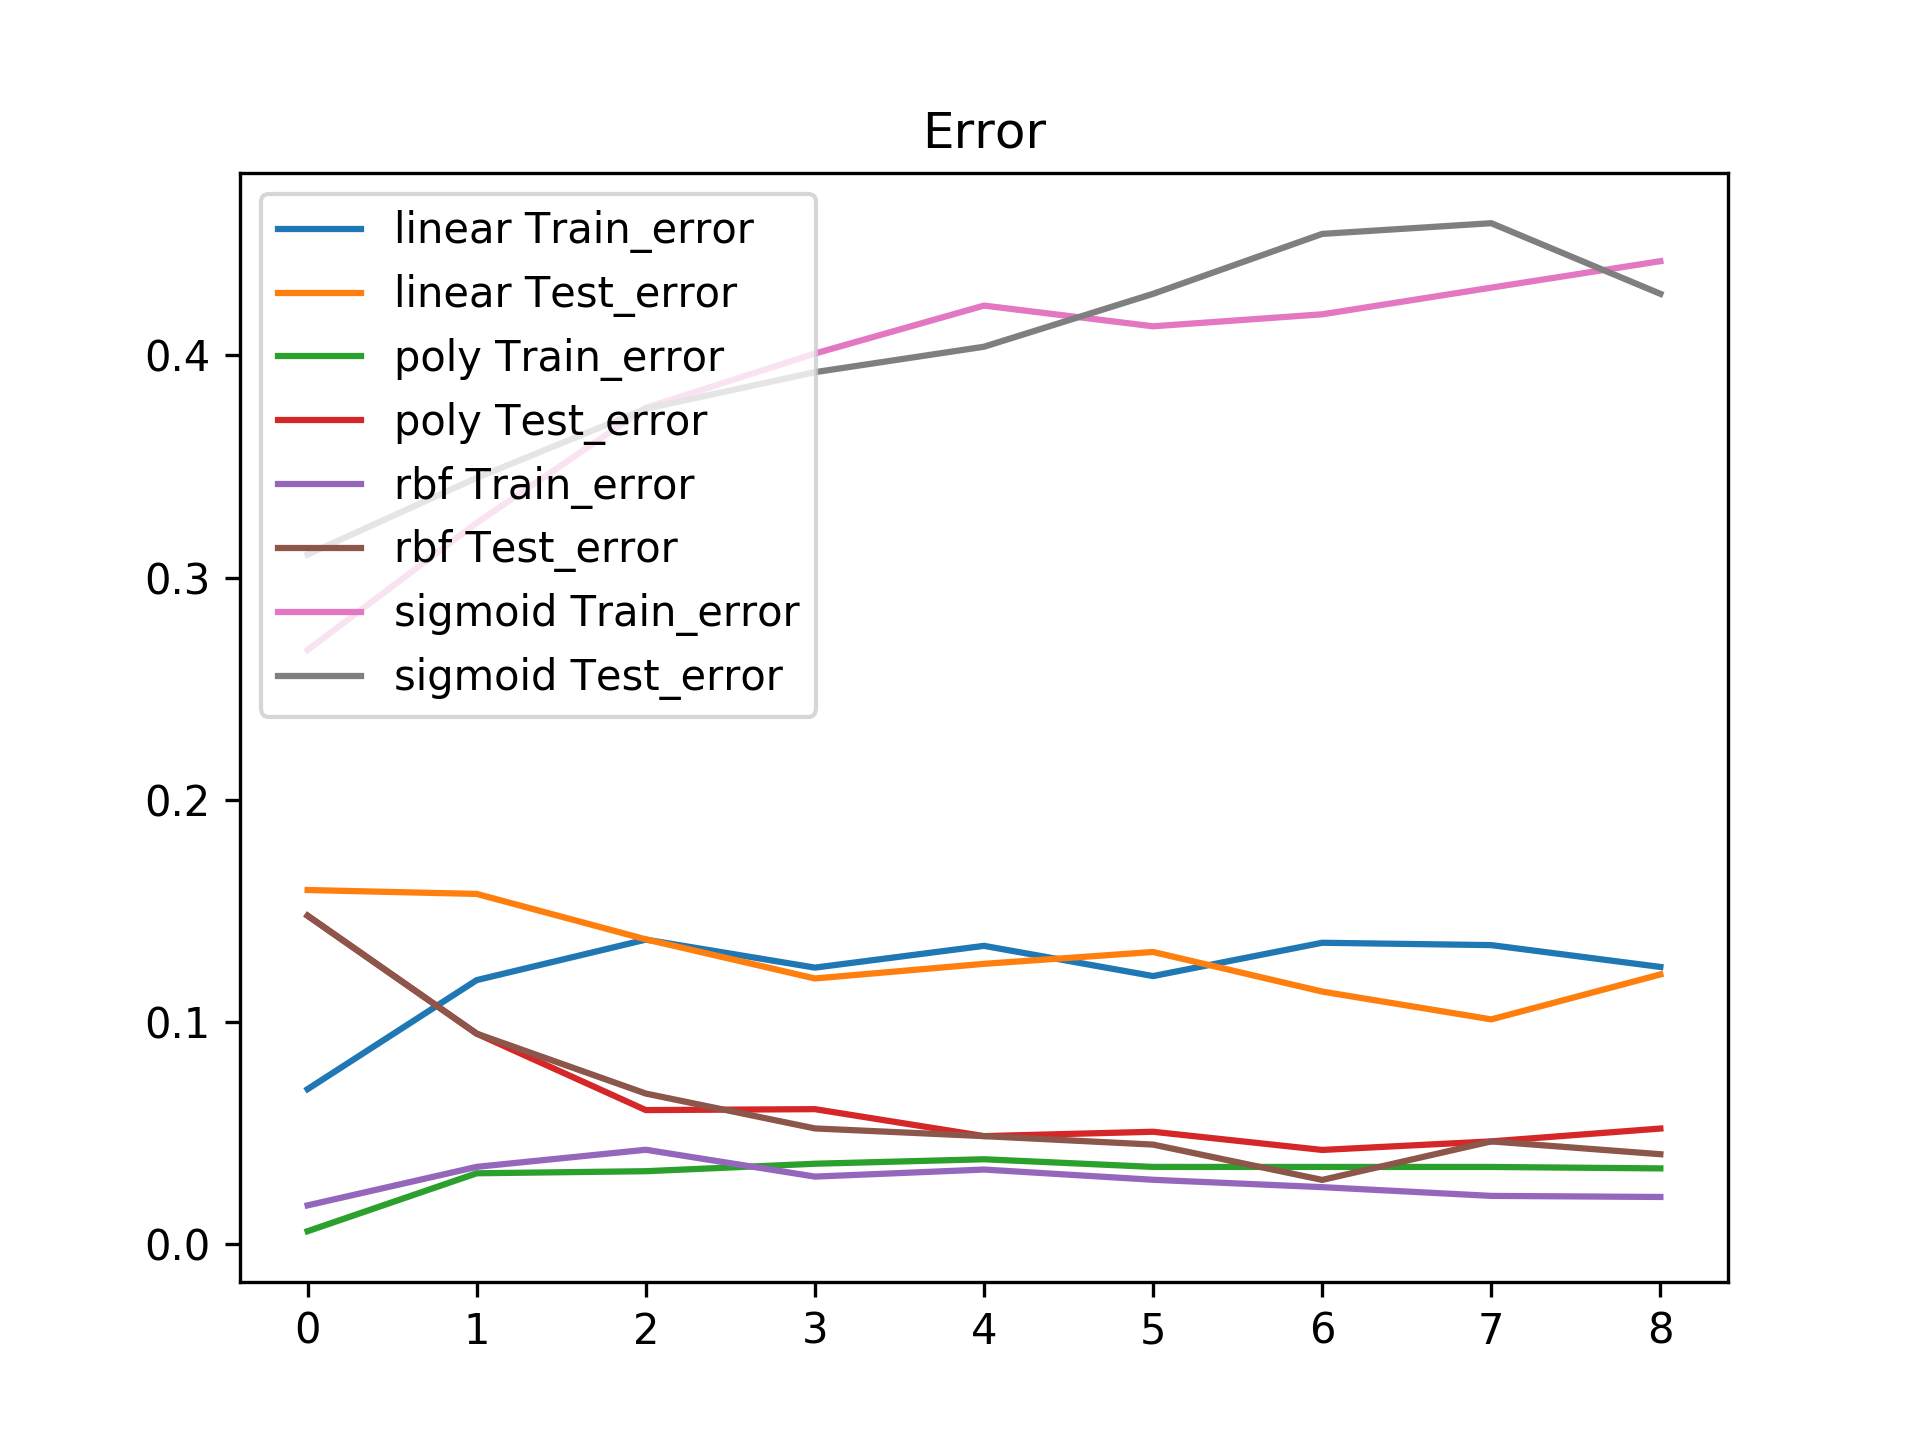 Error
linear Train_error
linear Test_error
poly Train_error
poly Test_error
rbf Train_error
rbf Test_error
sigmoid Train_error
sigmoid Test_error
0.4
0.3
0.2
0.1
0.0
0 1 2 3 4 5 6 7 8